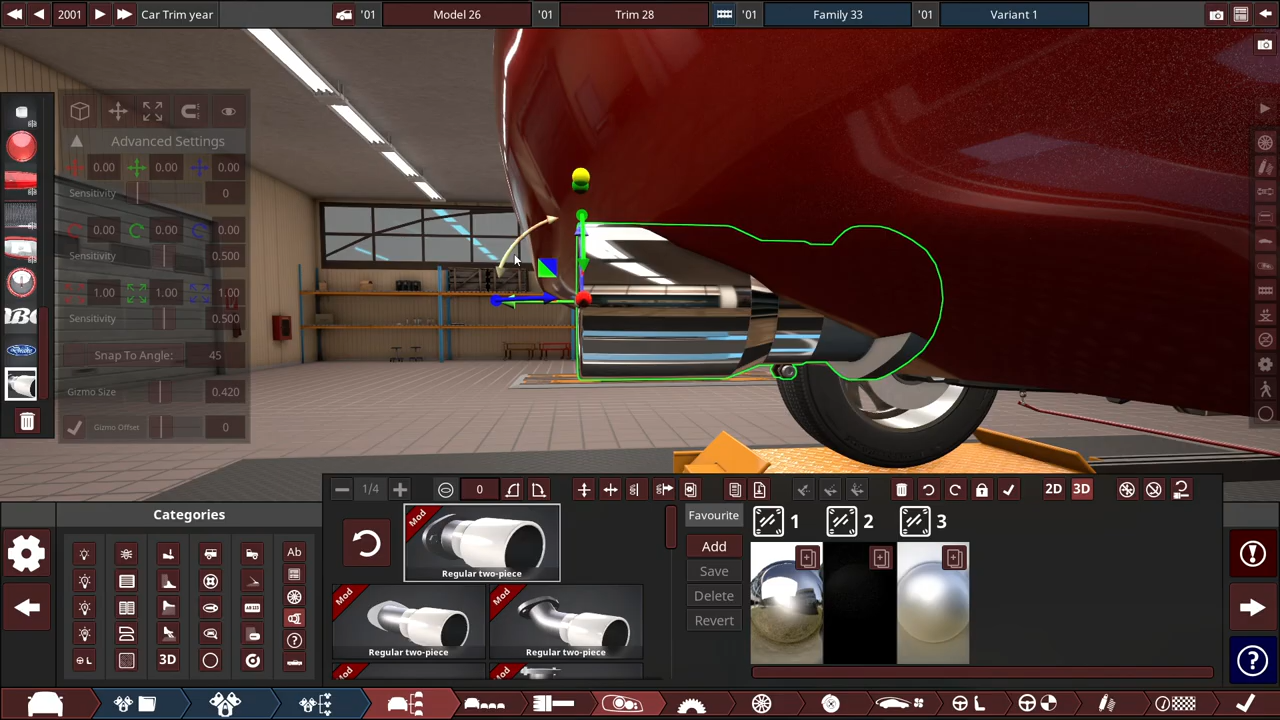 2001 Car Trim year '01 Model 26 '01 Trim 28 '01 Family 33 '01 Variant 1
Advanced Settings
0.00 0.00 0.00
Sensitivity 0
0.00 0.00 0.00
Sensitivity 0.500
1.00 1.00 1.00
Sensitivity 0.500
Snap To Angle: 45
Gizmo Size 0.420
Gizmo Offset 0
1/4 0 2D 3D
Categories
Ab
3D
L
Mod
Regular two-piece
Mod
Regular two-piece
Mod
Regular two-piece
Mod
Mod
Favourite
Add
Save
Delete
Revert
1 2 3